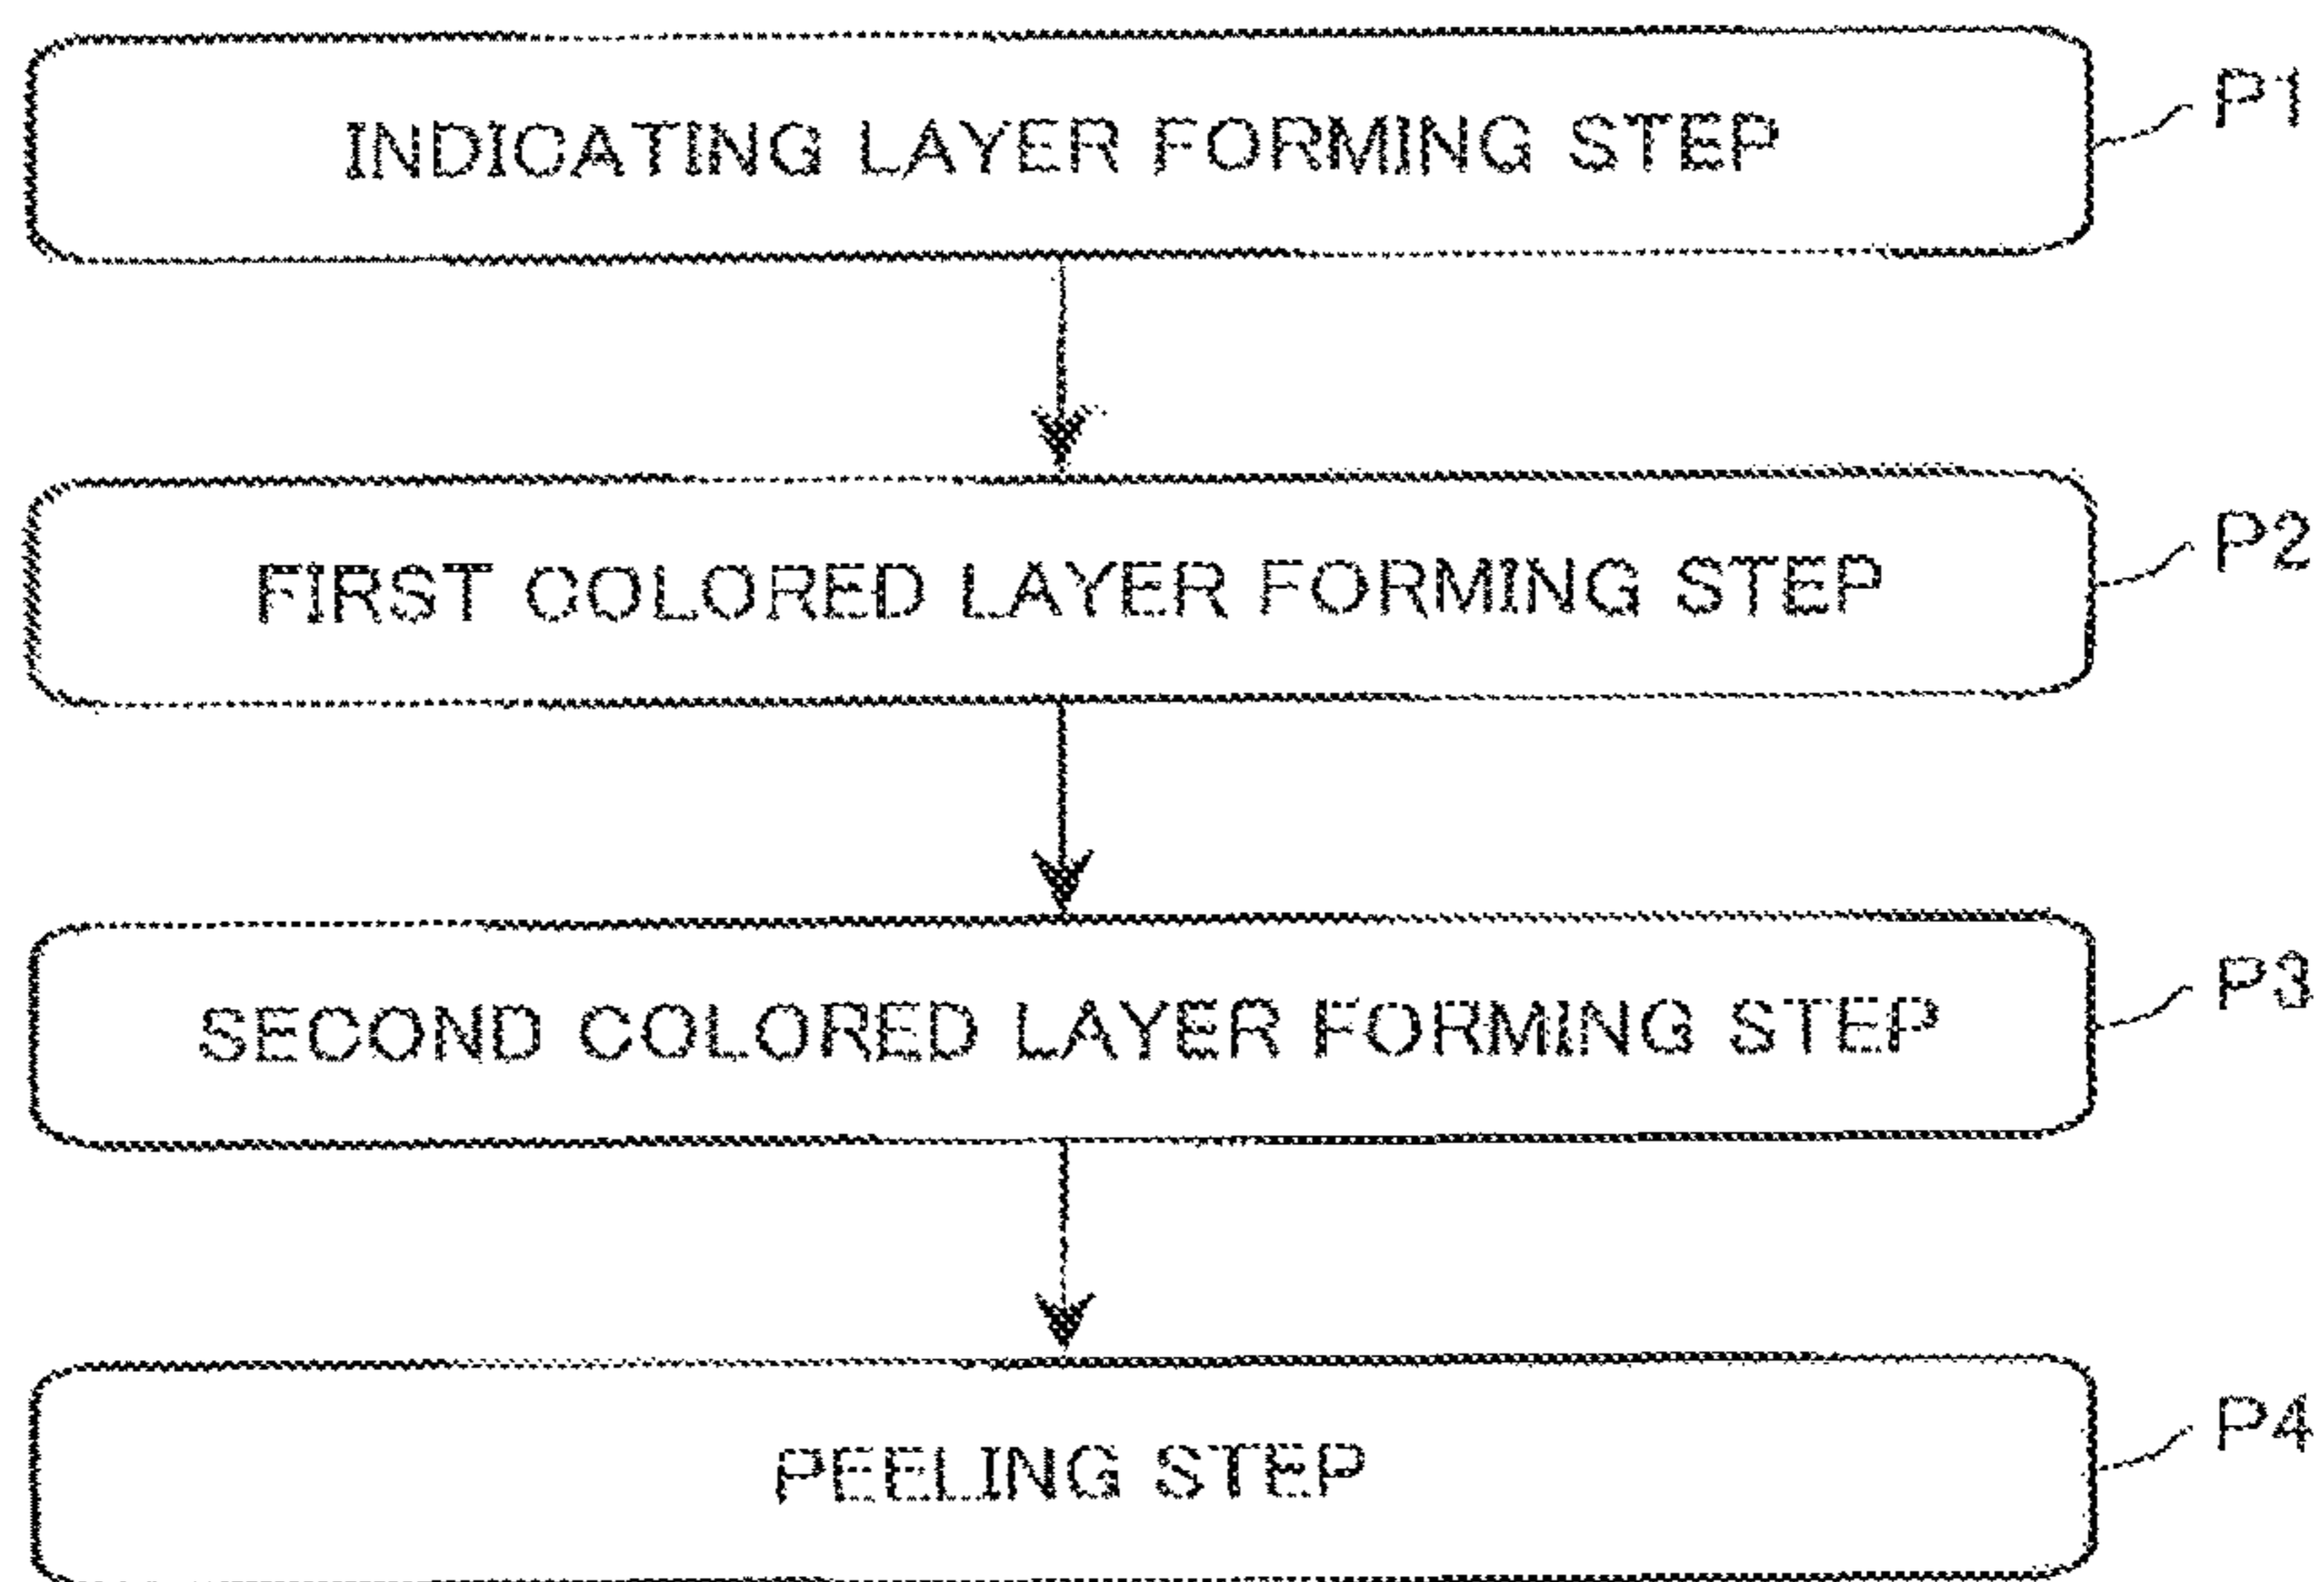 INDICATING LAYER FORMING STEP P1
FIRST COLORED LAYER FORMING STEP P2
SECOND COLORED LAYER FORMING STEP P3
PEELING STEP P4